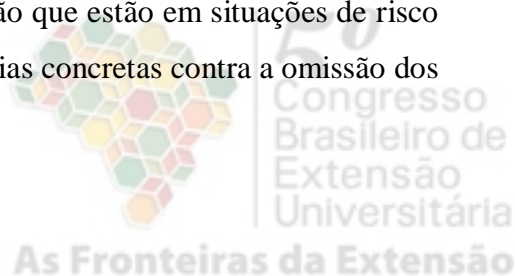 ão que estão em situações de risco
ias concretas contra a omissão dos
5º
Congresso
Brasileiro de
Extensão
Universitária
As Fronteiras da Extensão